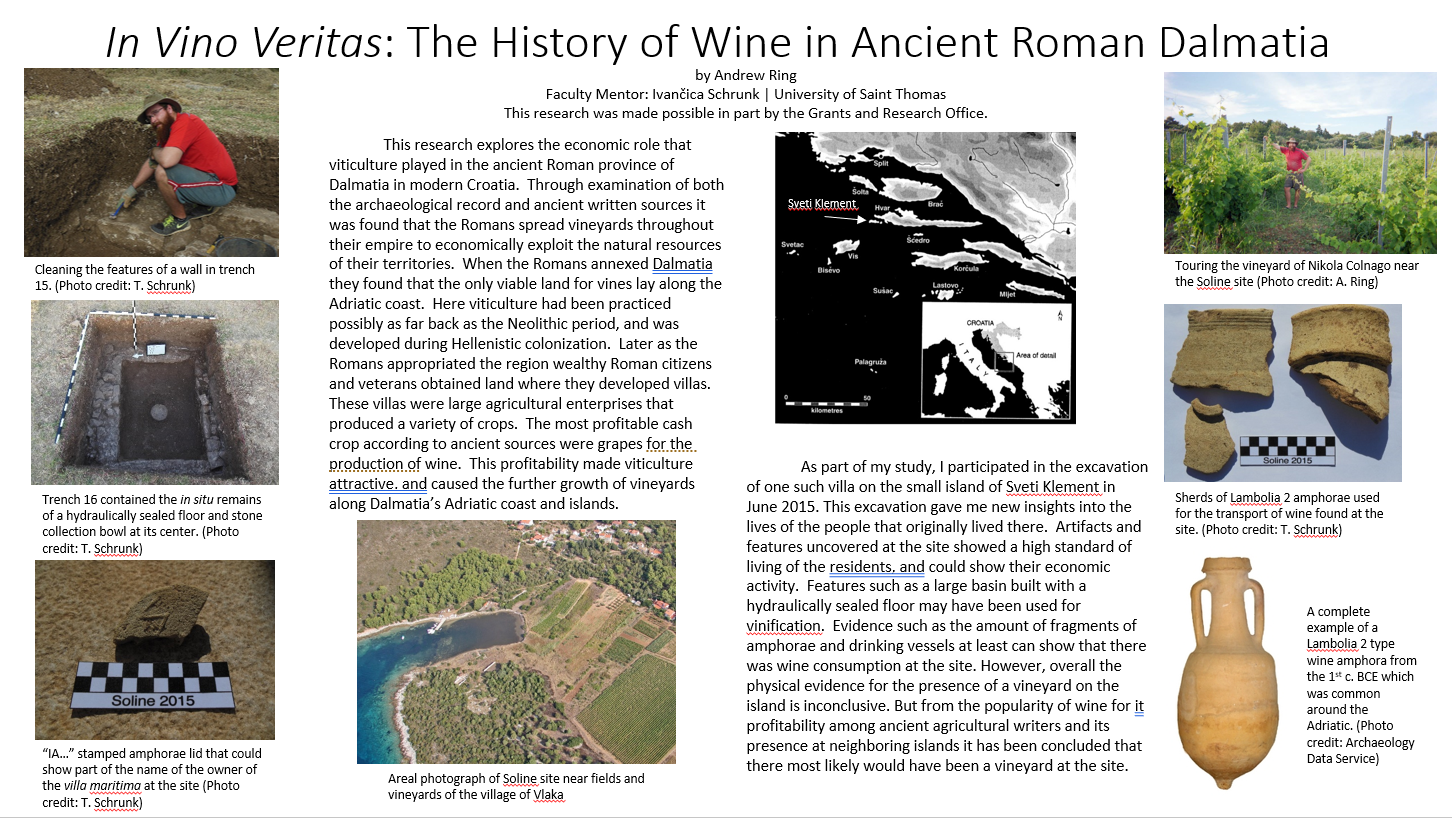 In Vino Veritas: The History of Wine in Ancient Roman Dalmatia
by Andrew Ring
Faculty Mentor: Ivančica Schrunk | University of Saint Thomas
This research was made possible in part by the Grants and Research Office.
Cleaning the features of a wall in trench
15. (Photo credit: T. Schrunk)
Trench 16 contained the in situ remains
of a hydraulically sealed floor and stone
collection bowl at its center. (Photo
credit: T. Schrunk)
Soline 2015
“IA…” stamped amphorae lid that could
show part of the name of the owner of
the villa maritima at the site (Photo
credit: T. Schrunk)
This research explores the economic role that
viticulture played in the ancient Roman province of
Dalmatia in modern Croatia.  Through examination of both
the archaeological record and ancient written sources it
was found that the Romans spread vineyards throughout
their empire to economically exploit the natural resources
of their territories.  When the Romans annexed Dalmatia
they found that the only viable land for vines lay along the
Adriatic coast.  Here viticulture had been practiced
possibly as far back as the Neolithic period, and was
developed during Hellenistic colonization.  Later as the
Romans appropriated the region wealthy Roman citizens
and veterans obtained land where they developed villas.
These villas were large agricultural enterprises that
produced a variety of crops.  The most profitable cash
crop according to ancient sources were grapes for the
production of wine.  This profitability made viticulture
attractive, and caused the further growth of vineyards
along Dalmatia’s Adriatic coast and islands.
Areal photograph of Soline site near fields and
vineyards of the village of Vlaka
Split
Šolta
Brač
Sveti Klement
Hvar
Svetac
Vis
Biševo
Šćedro
Korčula
Sušac
Lastovo
Mljet
Palagruža
CROATIA
N
ITALY
Area of detail
0 50
kilometres
As part of my study, I participated in the excavation
of one such villa on the small island of Sveti Klement in
June 2015. This excavation gave me new insights into the
lives of the people that originally lived there.  Artifacts and
features uncovered at the site showed a high standard of
living of the residents, and could show their economic
activity.  Features such as a large basin built with a
hydraulically sealed floor may have been used for
vinification.  Evidence such as the amount of fragments of
amphorae and drinking vessels at least can show that there
was wine consumption at the site. However, overall the
physical evidence for the presence of a vineyard on the
island is inconclusive. But from the popularity of wine for it
profitability among ancient agricultural writers and its
presence at neighboring islands it has been concluded that
there most likely would have been a vineyard at the site.
Touring the vineyard of Nikola Colnago near
the Soline site (Photo credit: A. Ring)
Soline 2015
Sherds of Lambolia 2 amphorae used
for the transport of wine found at the
site. (Photo credit: T. Schrunk)
A complete
example of a
Lambolia 2 type
wine amphora from
the 1st c. BCE which
was common
around the
Adriatic. (Photo
credit: Archaeology
Data Service)